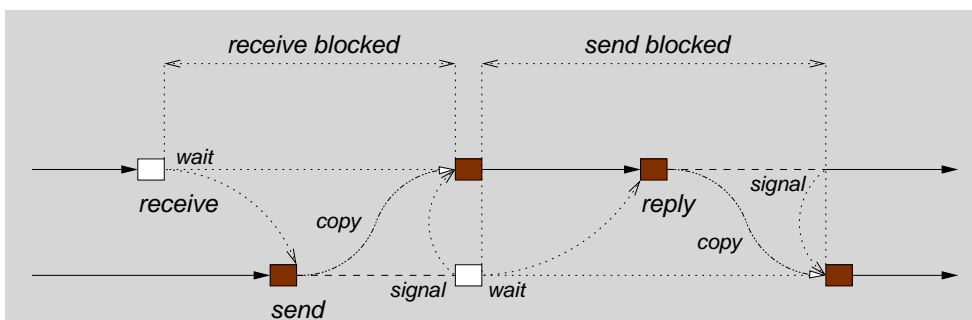 receive blocked
send blocked
wait
signal
receive
reply
copy
copy
signal
wait
send